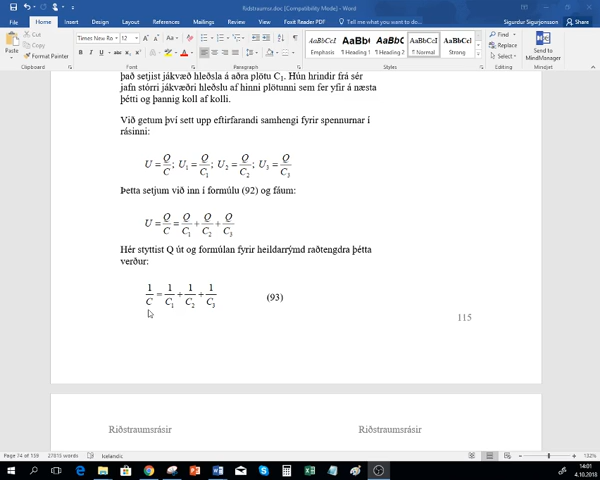 Ridstraumur.doc [Compatibility Mode] - Word
Sigurdur Sigurjonsson
File Home Insert Design Layout References Mailings Review View Foxit Reader PDF Tell me what you want to do... Share
Paste Cut Copy Format Painter
Times New Ro 12
Emphasis ¶ Heading 1 ¶ Heading 2 ¶ Normal Strong
Find Replace Select
Send to MindManager
Clipboard Font Paragraph Styles Editing Mindjet
það setjist jákvæð hleðsla á aðra plötu C₁. Hún hrindir frá sér
jafn stórri jákvæðri hleðslu af hinni plötunni sem fer yfir á næsta
þétti og þannig koll af kolli.
Við getum því sett upp eftirfarandi samhengi fyrir spennurnar í
rásinni:
U = Q/C; U₁ = Q/C₁; U₂ = Q/C₂; U₃ = Q/C₃
Þetta setjum við inn í formúlu (92) og fáum:
U = Q/C = Q/C₁ + Q/C₂ + Q/C₃
Hér styttist Q út og formúlan fyrir heildarrýmd raðtengdra þétta
verður:
1/C = 1/C₁ + 1/C₂ + 1/C₃ (93)
115
Riðstraumsrásir Riðstraumsrásir
Page 74 of 159 27815 words Icelandic 132%
14:01
4.10.2018